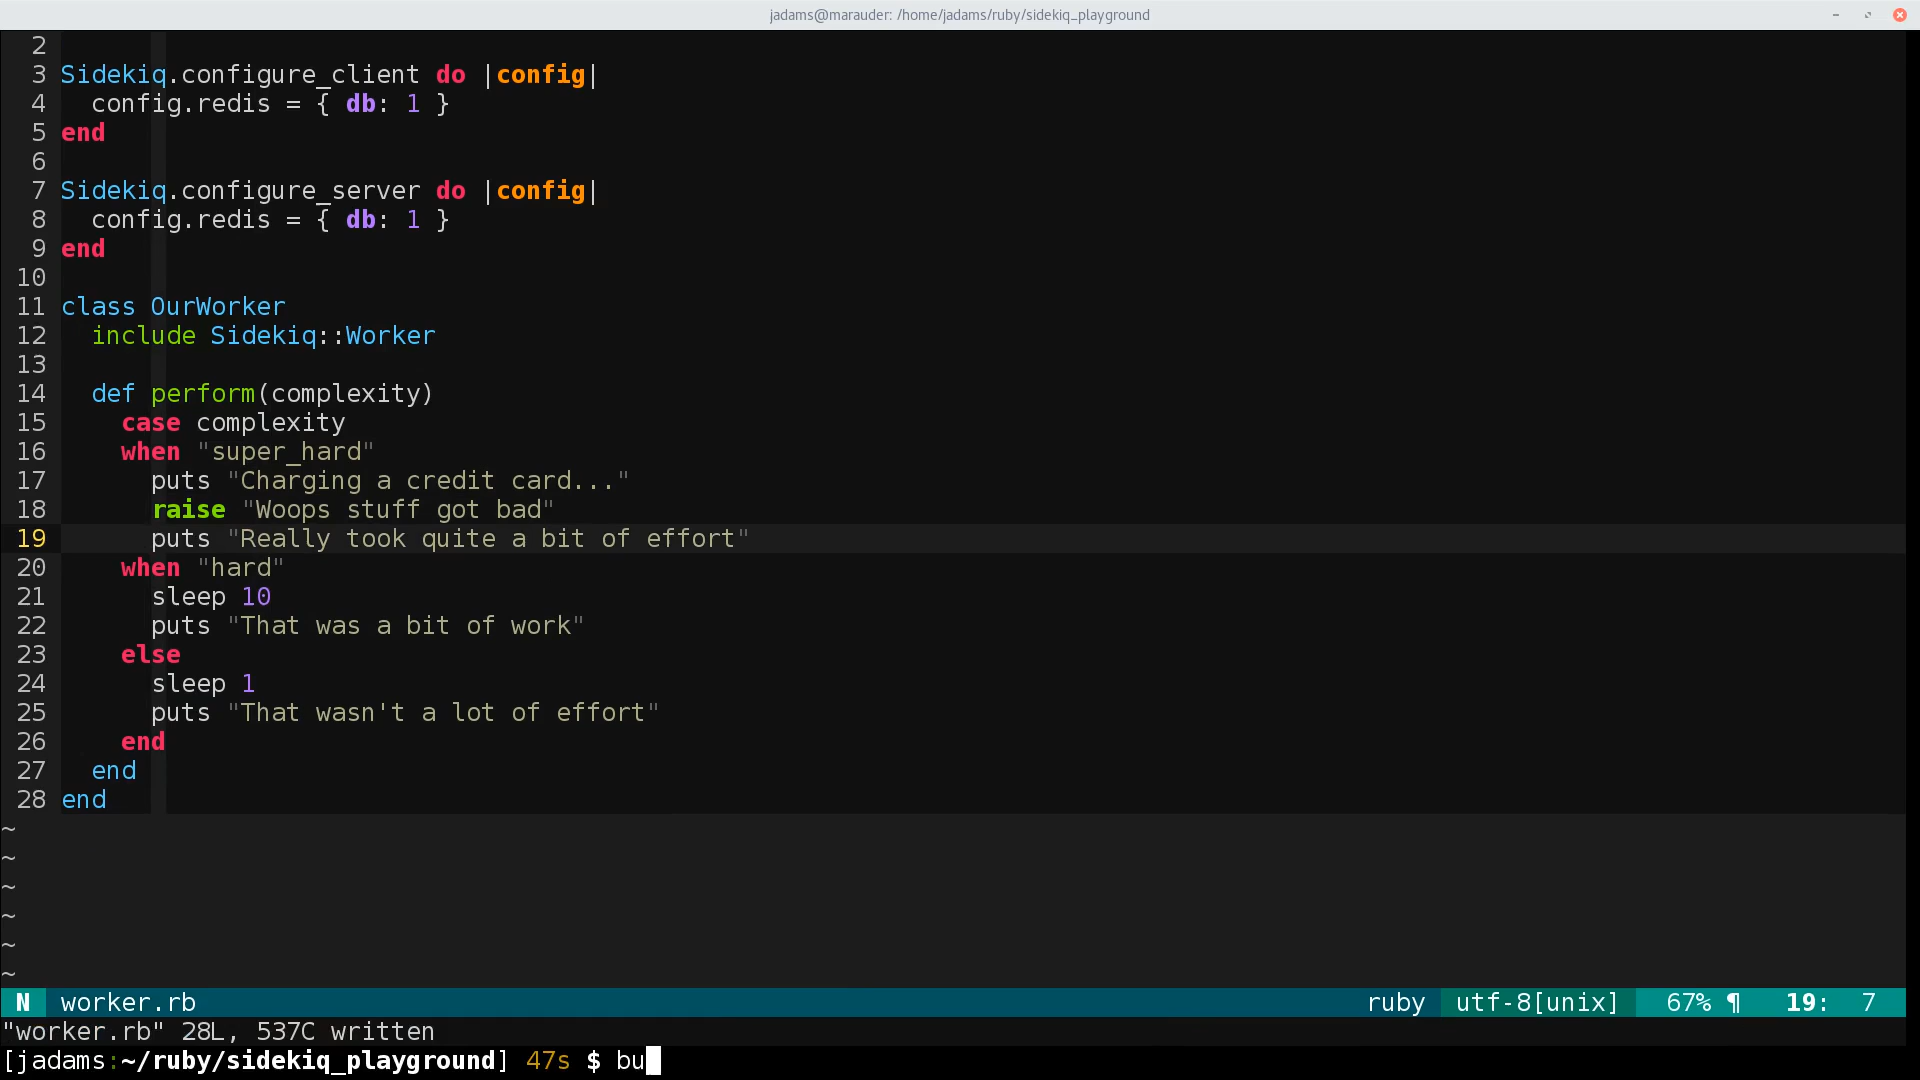 jadams@marauder: /home/jadams/ruby/sidekiq_playground
2
3 Sidekiq.configure_client do |config|
4   config.redis = { db: 1 }
5 end
6
7 Sidekiq.configure_server do |config|
8   config.redis = { db: 1 }
9 end
10
11 class OurWorker
12   include Sidekiq::Worker
13
14   def perform(complexity)
15     case complexity
16     when "super_hard"
17       puts "Charging a credit card..."
18       raise "Woops stuff got bad"
19       puts "Really took quite a bit of effort"
20     when "hard"
21       sleep 10
22       puts "That was a bit of work"
23     else
24       sleep 1
25       puts "That wasn't a lot of effort"
26     end
27   end
28 end
~
~
~
~
~
~
N  worker.rb ruby utf-8[unix] 67% ¶ 19: 7
"worker.rb" 28L, 537C written
[jadams:~/ruby/sidekiq_playground] 47s $ bu